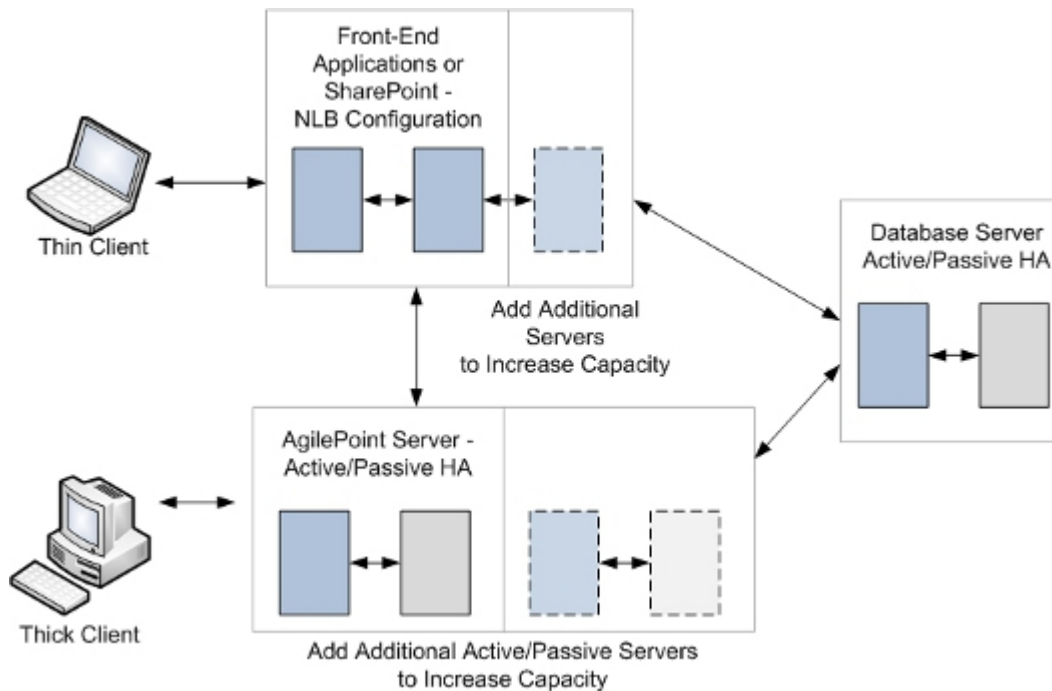 Front-End
Applications or
SharePoint -
NLB Configuration
Thin Client
Add Additional
Servers
to Increase Capacity
Database Server
Active/Passive HA
AgilePoint Server -
Active/Passive HA
Thick Client
Add Additional Active/Passive Servers
to Increase Capacity